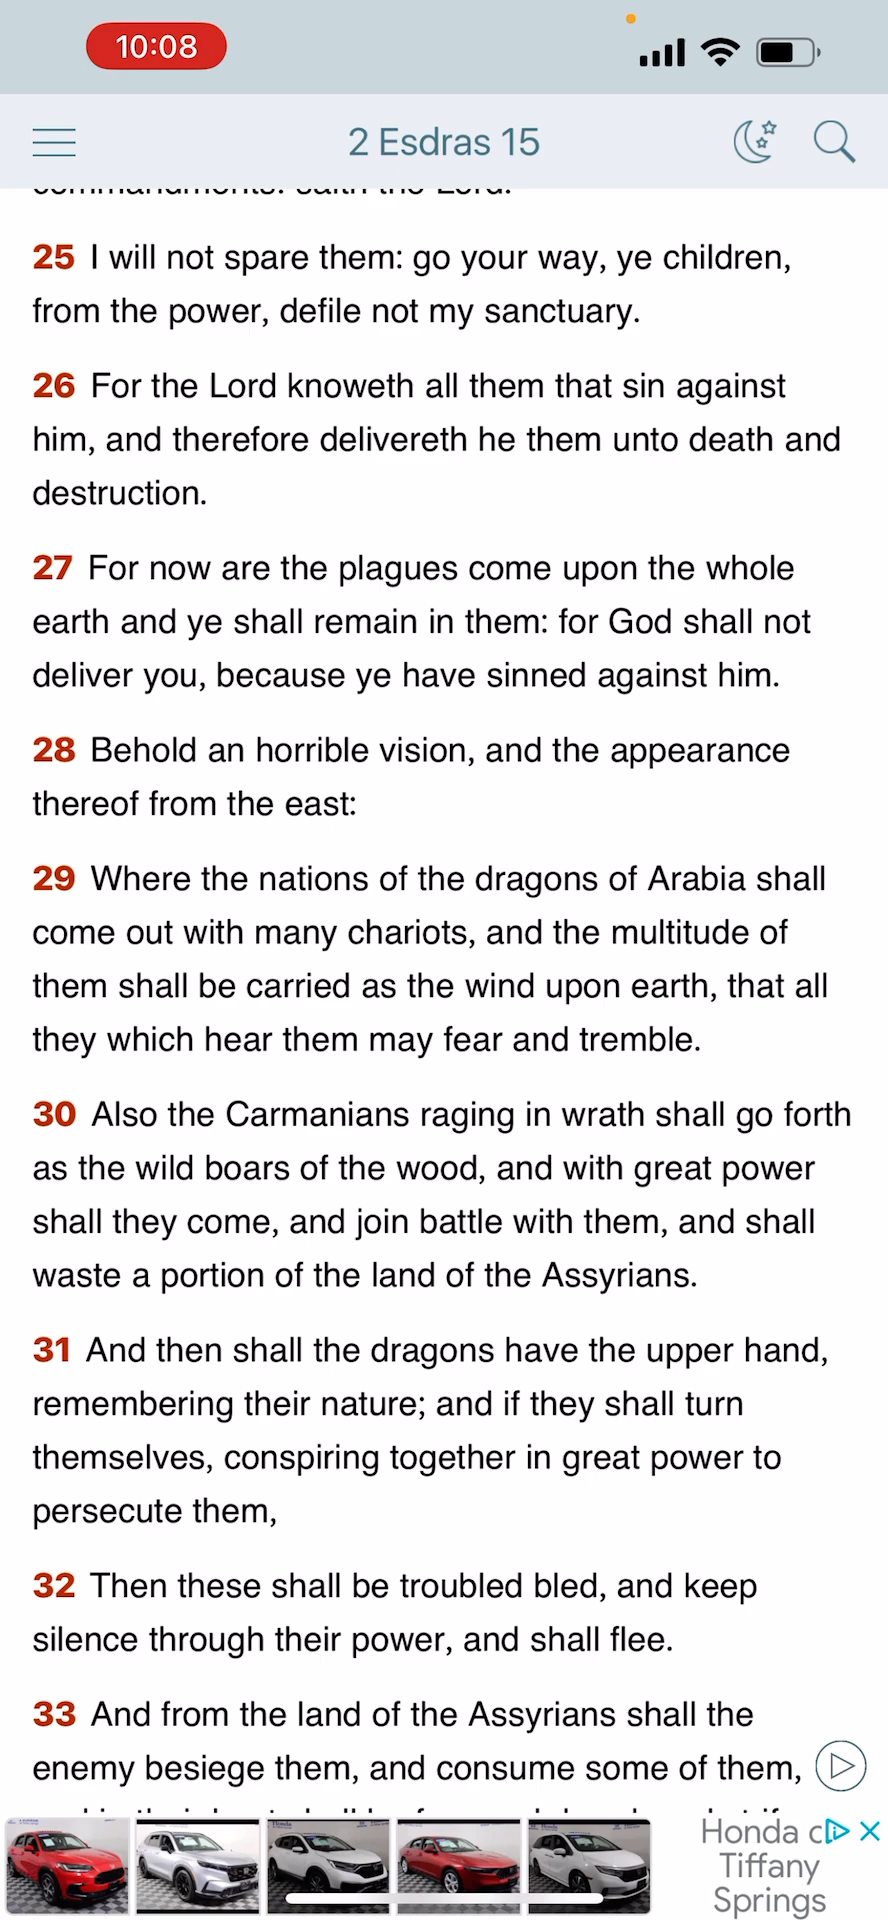 10:08
2 Esdras 15
25 I will not spare them: go your way, ye children,
from the power, defile not my sanctuary.
26 For the Lord knoweth all them that sin against
him, and therefore delivereth he them unto death and
destruction.
27 For now are the plagues come upon the whole
earth and ye shall remain in them: for God shall not
deliver you, because ye have sinned against him.
28 Behold an horrible vision, and the appearance
thereof from the east:
29 Where the nations of the dragons of Arabia shall
come out with many chariots, and the multitude of
them shall be carried as the wind upon earth, that all
they which hear them may fear and tremble.
30 Also the Carmanians raging in wrath shall go forth
as the wild boars of the wood, and with great power
shall they come, and join battle with them, and shall
waste a portion of the land of the Assyrians.
31 And then shall the dragons have the upper hand,
remembering their nature; and if they shall turn
themselves, conspiring together in great power to
persecute them,
32 Then these shall be troubled bled, and keep
silence through their power, and shall flee.
33 And from the land of the Assyrians shall the
enemy besiege them, and consume some of them,
Honda
Tiffany
Springs